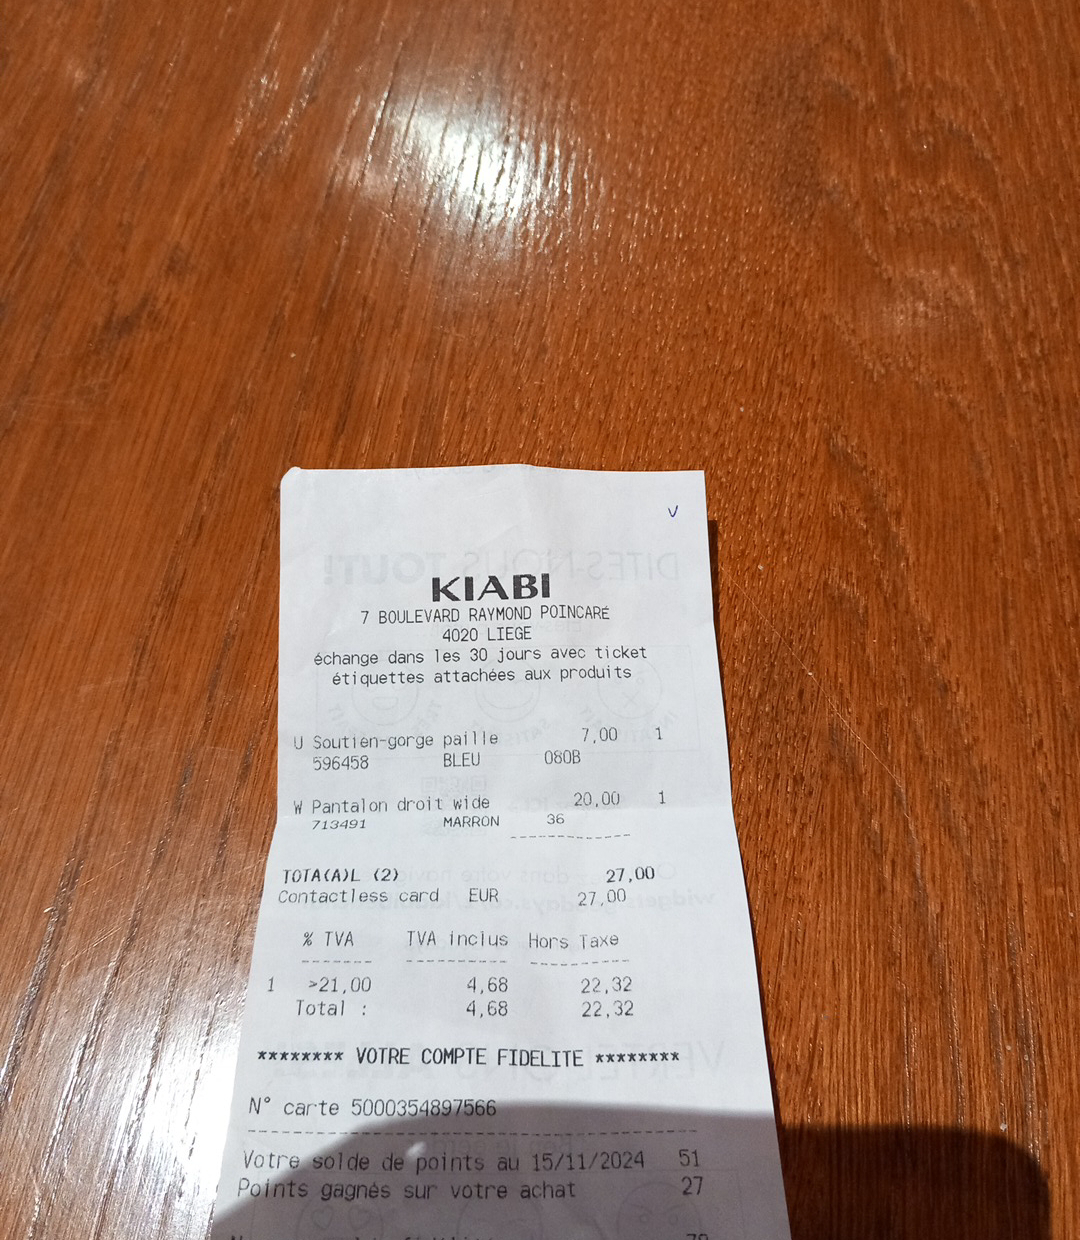 V
KIABI
7 BOULEVARD RAYMOND POINCARÉ
4020 LIEGE
échange dans les 30 jours avec ticket
étiquettes attachées aux produits
U Soutien-gorge paille 7,00 1
596458 BLEU 080B
W Pantalon droit wide 20,00 1
713491 MARRON 36
------------
TOTA(A)L (2) 27,00
Contactless card EUR 27,00
% TVA TVA inclus Hors Taxe
------- ---------- ----------
1 >21,00 4,68 22,32
Total : 4,68 22,32
******** VOTRE COMPTE FIDELITE ********
N° carte 5000354897566
Votre solde de points au 15/11/2024 51
Points gagnés sur votre achat 27